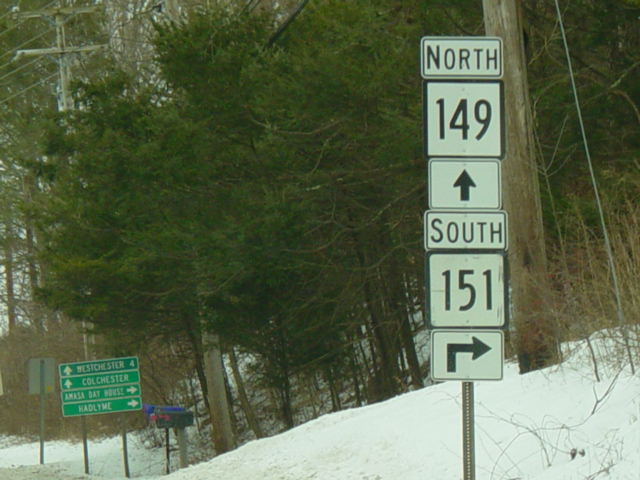 NORTH
149
SOUTH
151
WESTCHESTER 4
COLCHESTER
AMASA DAY HOUSE
HADLYME